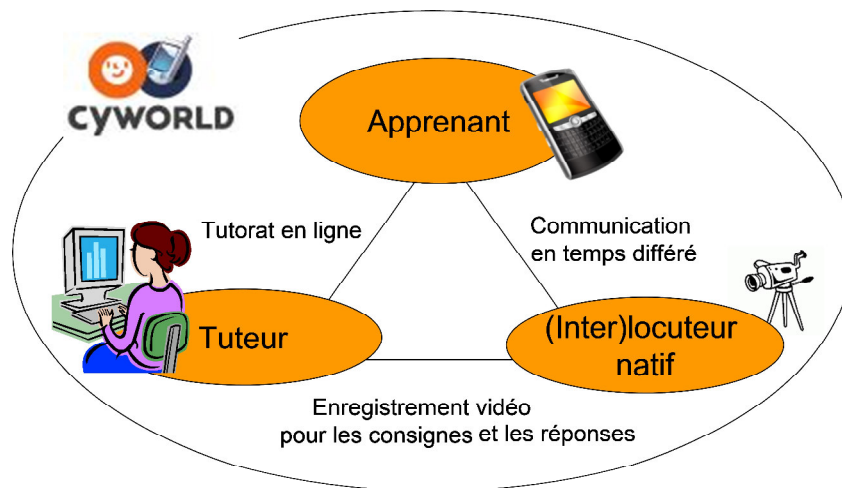 CYWORLD
Apprenant
Tutorat en ligne
Communication
en temps différé
Tuteur
(Inter)locuteur
natif
Enregistrement vidéo
pour les consignes et les réponses